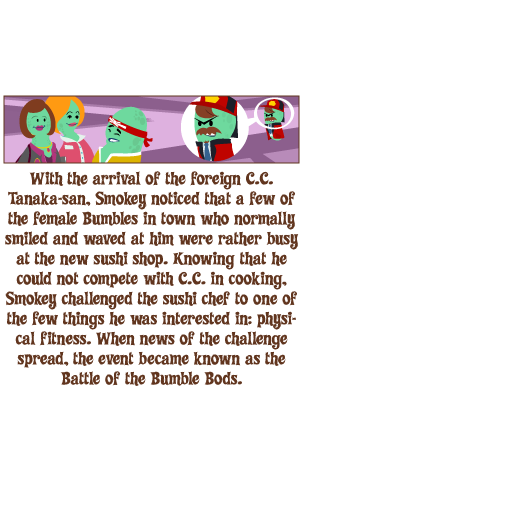 With the arrival of the foreign C.C.
Tanaka-san, Smokey noticed that a few of
the female Bumbles in town who normally
smiled and waved at him were rather busy
at the new sushi shop. Knowing that he
could not compete with C.C. in cooking,
Smokey challenged the sushi chef to one of
the few things he was interested in: physi-
cal fitness. When news of the challenge
spread, the event became known as the
Battle of the Bumble Bods.